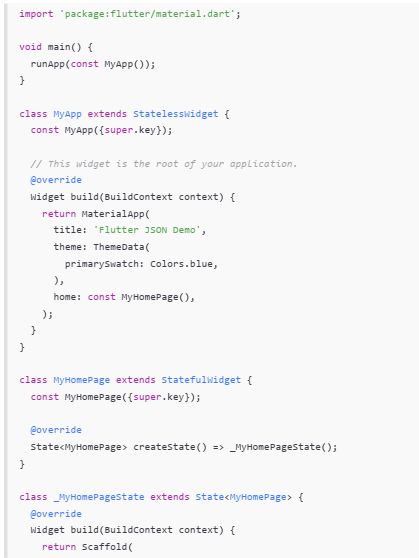 import 'package:flutter/material.dart';

void main() {
  runApp(const MyApp());
}

class MyApp extends StatelessWidget {
  const MyApp({super.key});

  // This widget is the root of your application.
  @override
  Widget build(BuildContext context) {
    return MaterialApp(
      title: 'Flutter JSON Demo',
      theme: ThemeData(
        primarySwatch: Colors.blue,
      ),
      home: const MyHomePage(),
    );
  }
}

class MyHomePage extends StatefulWidget {
  const MyHomePage({super.key});

  @override
  State<MyHomePage> createState() => _MyHomePageState();
}

class _MyHomePageState extends State<MyHomePage> {
  @override
  Widget build(BuildContext context) {
    return Scaffold(